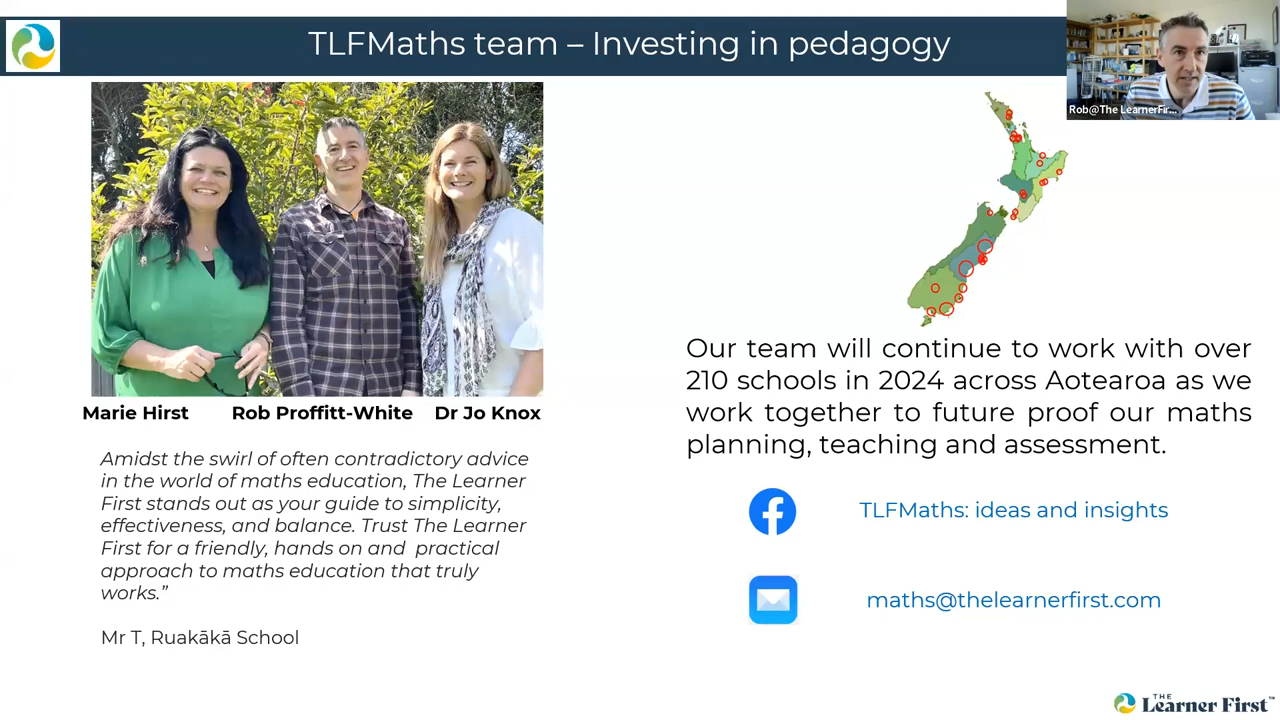 TLFMaths team – Investing in pedagogy
Rob@The LearnerFir...
Marie Hirst
Rob Proffitt-White
Dr Jo Knox
Amidst the swirl of often contradictory advice
in the world of maths education, The Learner
First stands out as your guide to simplicity,
effectiveness, and balance. Trust The Learner
First for a friendly, hands on and practical
approach to maths education that truly
works.”
Mr T, Ruakākā School
Our team will continue to work with over
210 schools in 2024 across Aotearoa as we
work together to future proof our maths
planning, teaching and assessment.
TLFMaths: ideas and insights
maths@thelearnerfirst.com
THE
Learner First™